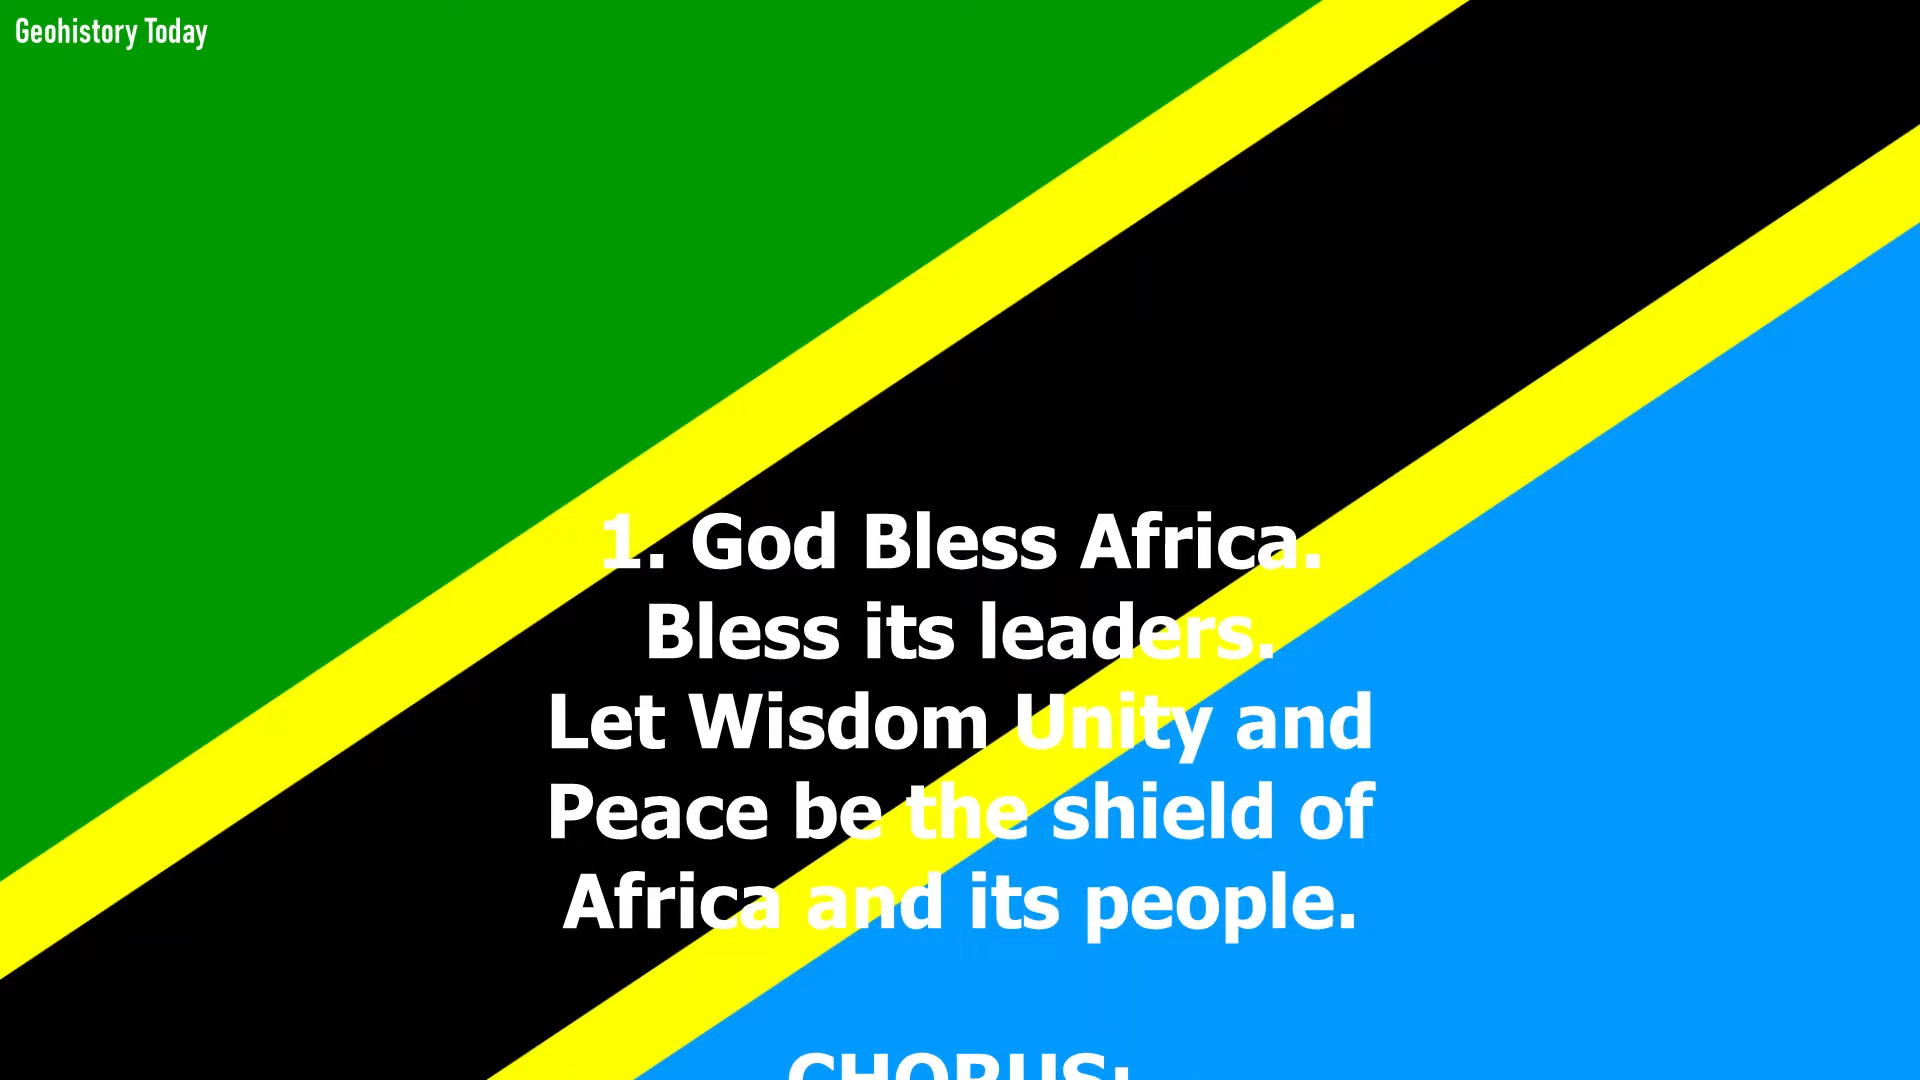 Geohistory Today
1. God Bless Africa.
Bless its leaders.
Let Wisdom Unity and
Peace be the shield of
Africa and its people.
CHORUS: